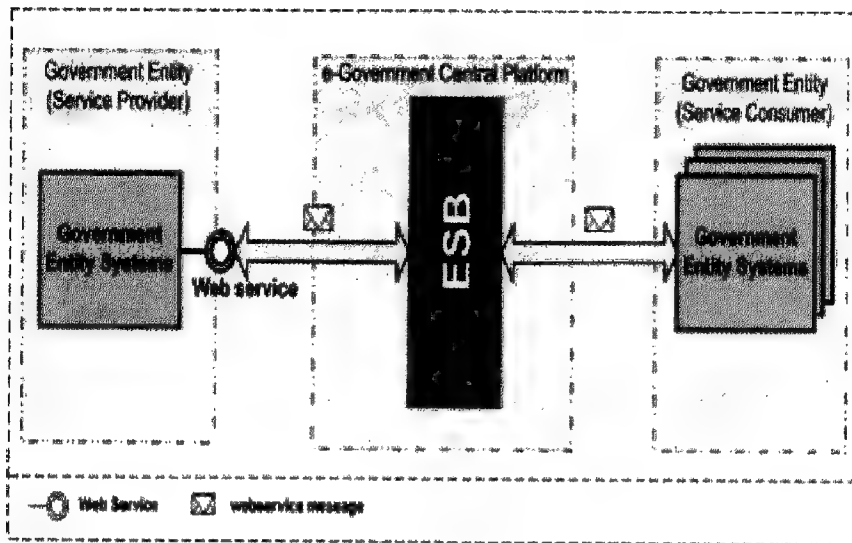 Government Entity
(Service Provider)
e-Government Central Platform
Government Entity
(Service Consumer)
Government
Entity Systems
Web service
ESB
Government
Entity Systems
Web Service
webservice message